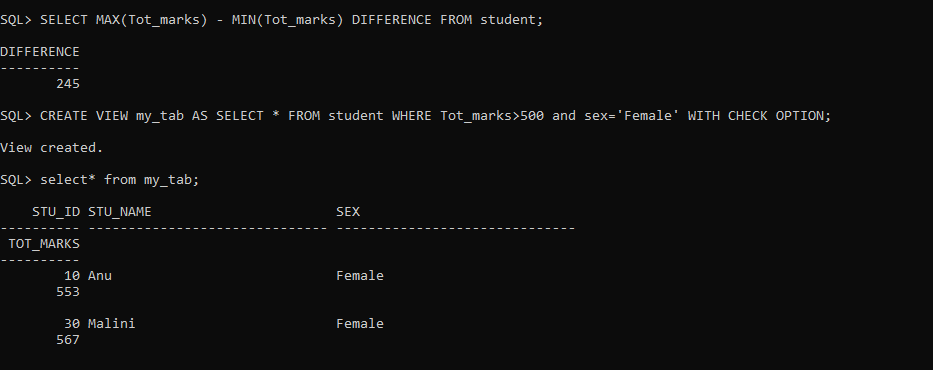 SQL> SELECT MAX(Tot_marks) - MIN(Tot_marks) DIFFERENCE FROM student;
DIFFERENCE
----------
245
SQL> CREATE VIEW my_tab AS SELECT * FROM student WHERE Tot_marks>500 and sex='Female' WITH CHECK OPTION;
View created.
SQL> select* from my_tab;
STU_ID STU_NAME SEX
---------- ------------------------------ ------------------------------
TOT_MARKS
----------
10 Anu Female
553
30 Malini Female
567